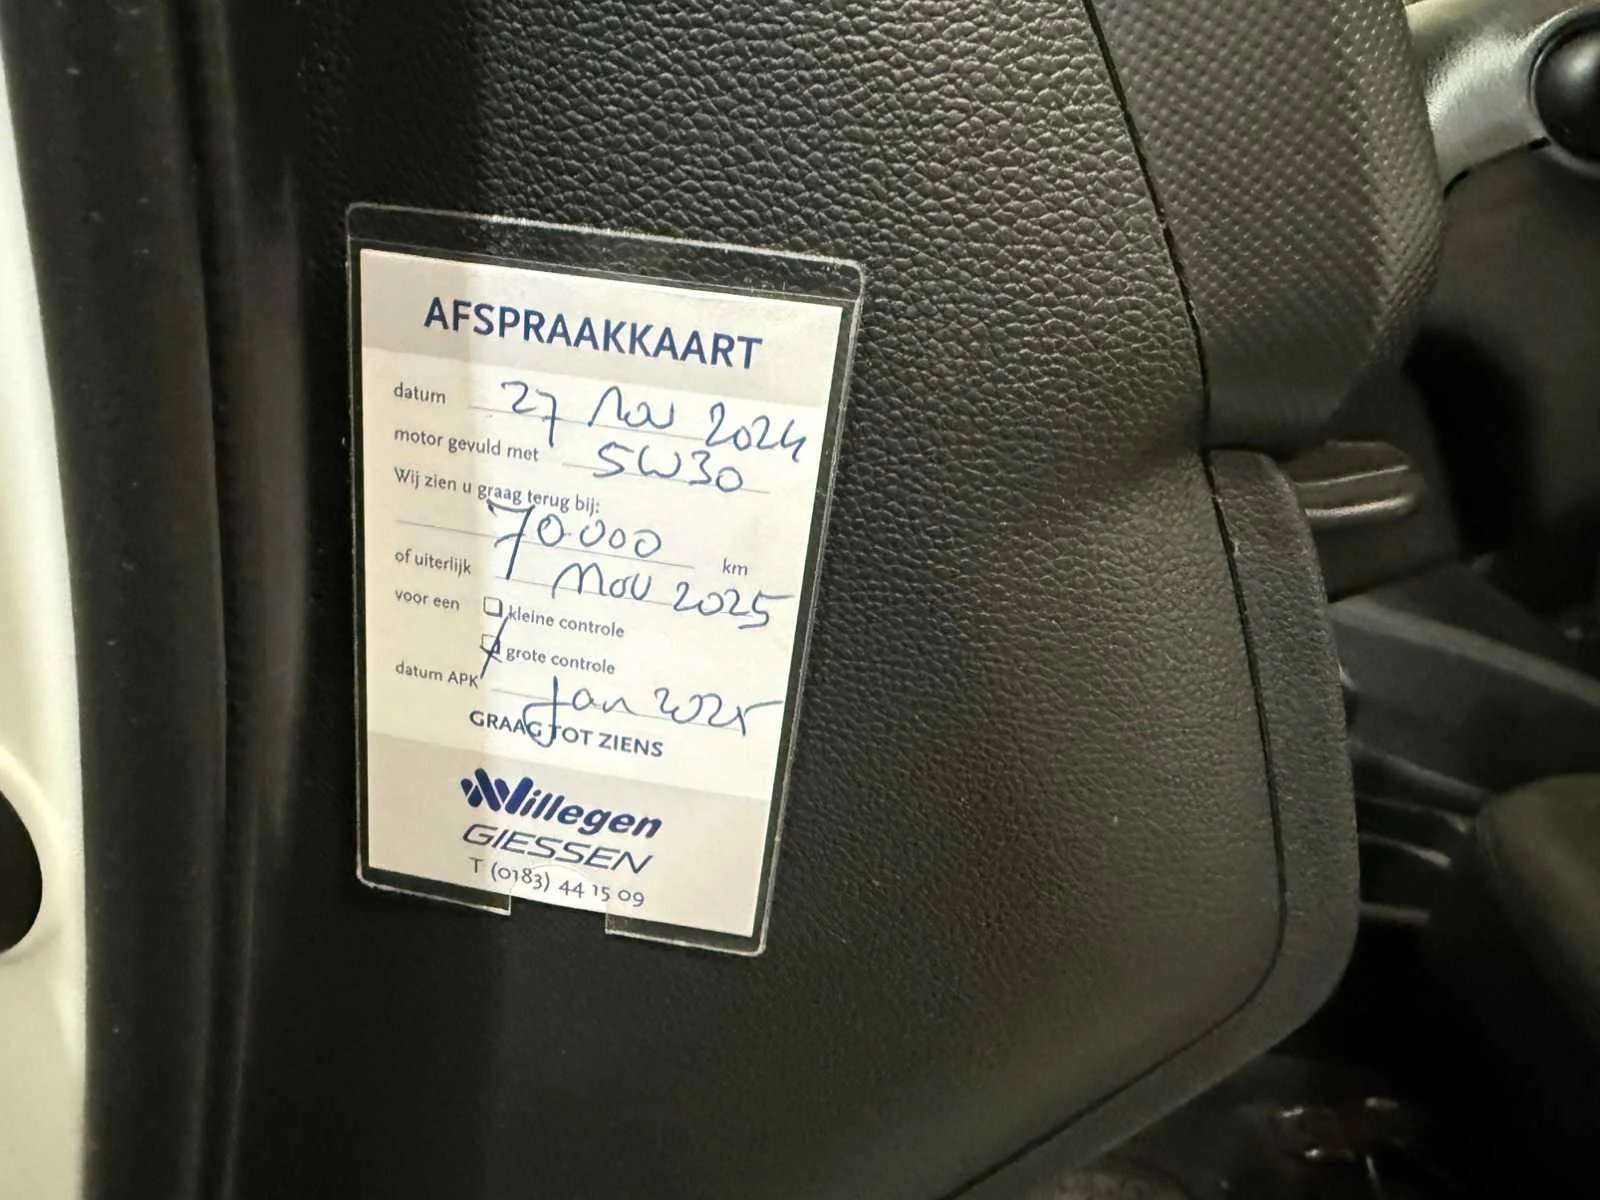 AFSPRAAKKAART
datum 27 Nov 2024
motor gevuld met 5W30
Wij zien u graag terug bij:
70.000 km
of uiterlijk Nov 2025
voor een kleine controle
grote controle
datum APK Jan 2025
GRAAG TOT ZIENS
Willegen
GIESSEN
T (0183) 44 15 09